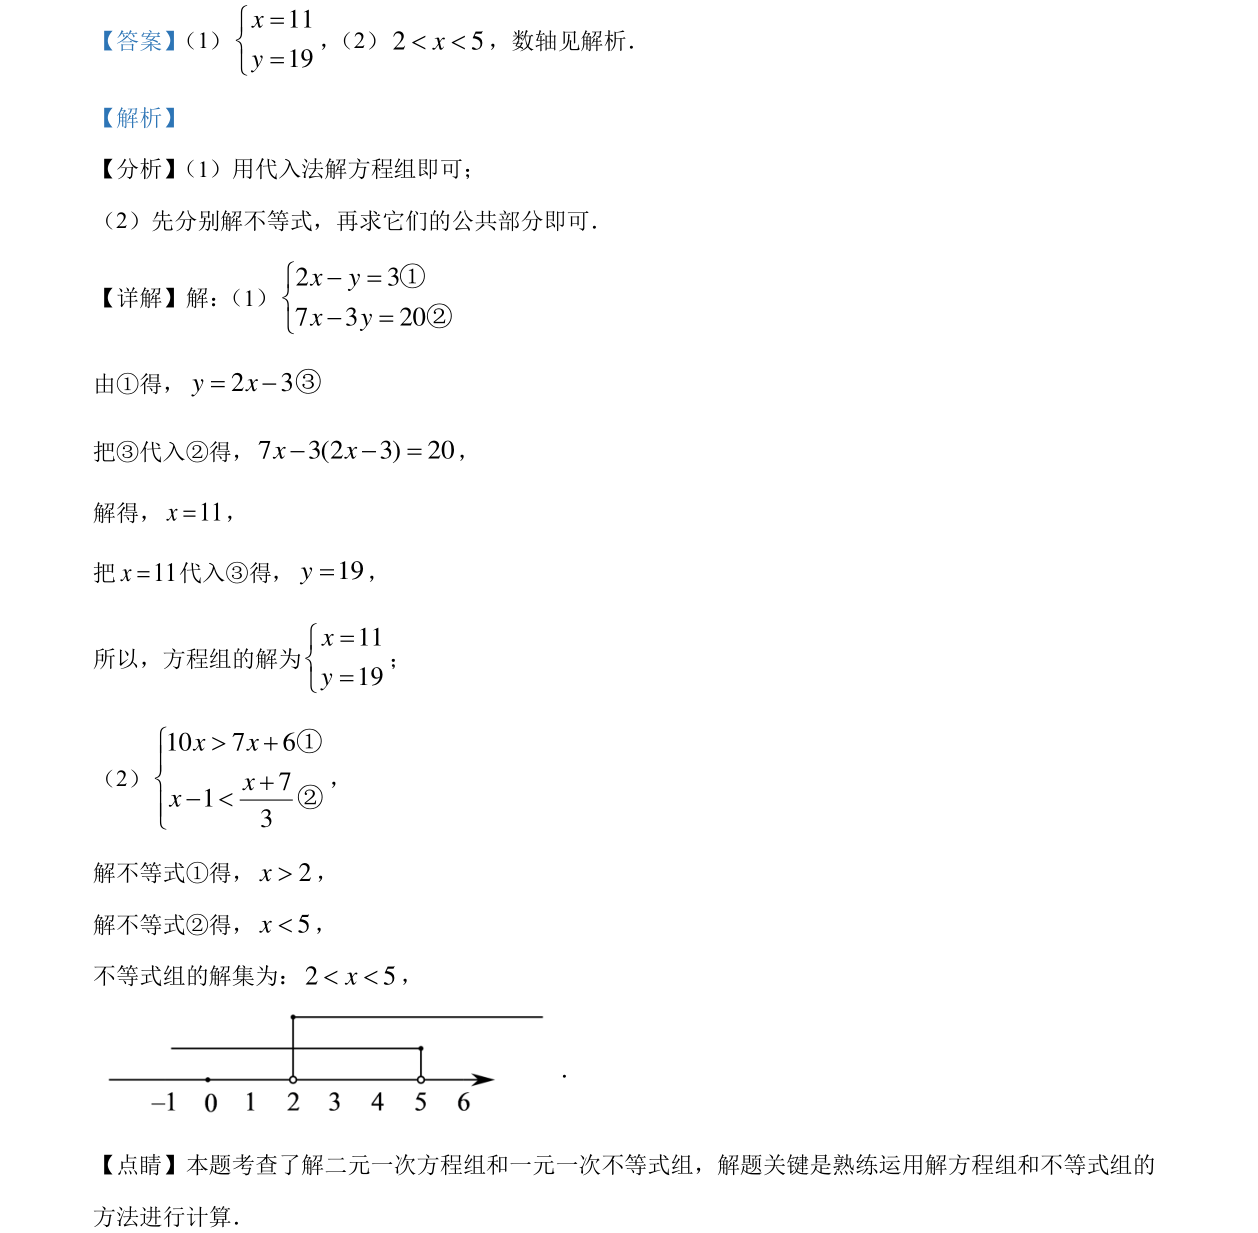 【答案】（1）{x=11 y=19，（2）2<x<5，数轴见解析.
【解析】
【分析】（1）用代入法解方程组即可；
（2）先分别解不等式，再求它们的公共部分即可.
【详解】解：（1）{2x−y=3① 7x−3y=20②
由①得，y=2x−3③
把③代入②得，7x−3(2x−3)=20，
解得，x=11，
把x=11代入③得，y=19，
所以，方程组的解为{x=11 y=19；
（2）{10x>7x+6① x−1<(x+7)/3②，
解不等式①得，x>2，
解不等式②得，x<5，
不等式组的解集为：2<x<5，
−1 0 1 2 3 4 5 6 .
【点睛】本题考查了解二元一次方程组和一元一次不等式组，解题关键是熟练运用解方程组和不等式组的
方法进行计算.